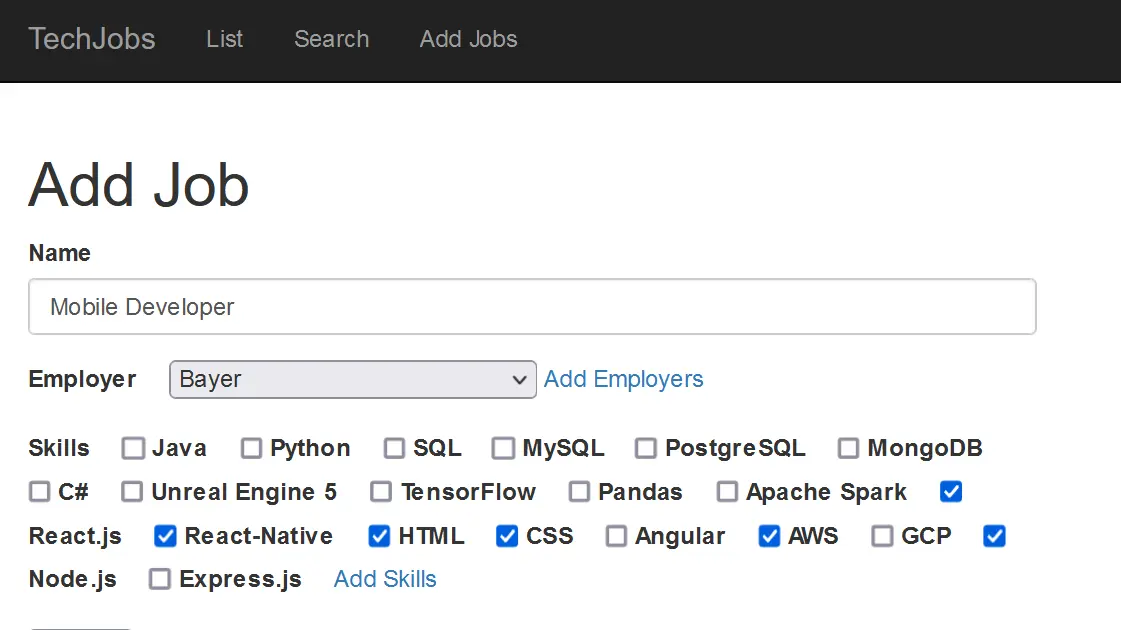 TechJobs List Search Add Jobs
Add Job
Name
Mobile Developer
Employer Bayer Add Employers
Skills Java Python SQL MySQL PostgreSQL MongoDB
C# Unreal Engine 5 TensorFlow Pandas Apache Spark
React.js React-Native HTML CSS Angular AWS GCP
Node.js Express.js Add Skills